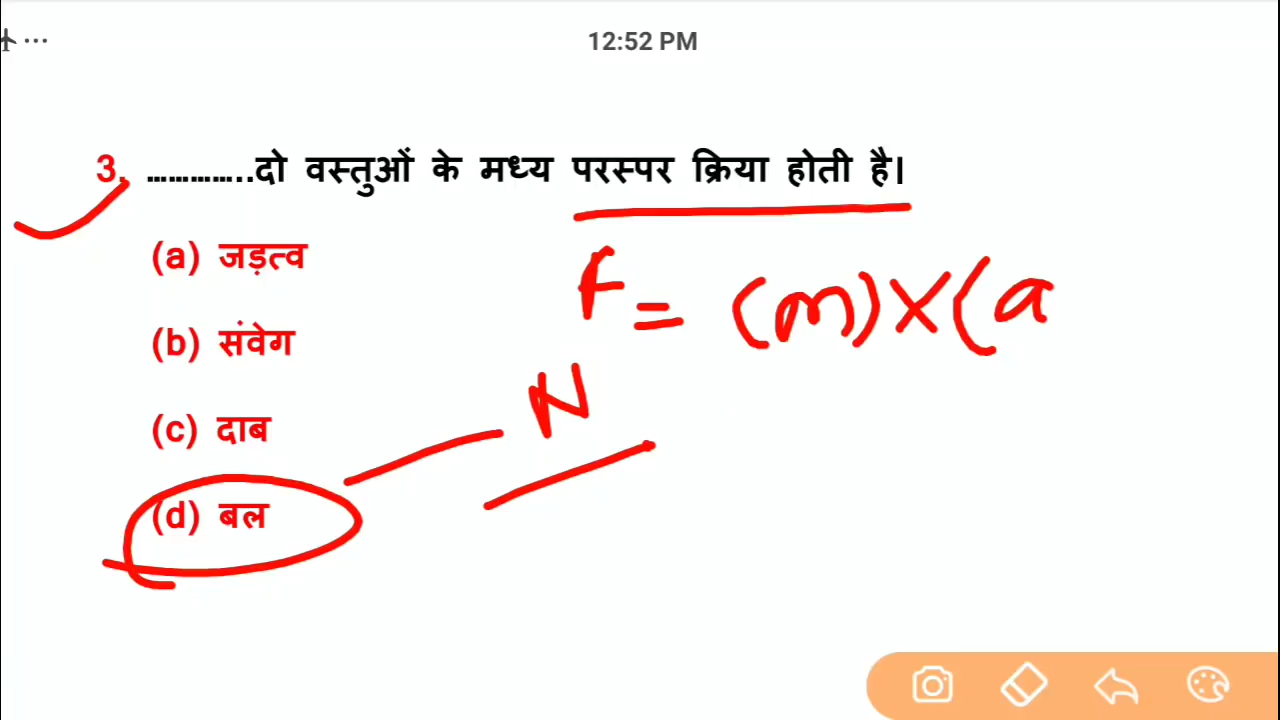 12:52 PM
3. ..............दो वस्तुओं के मध्य परस्पर क्रिया होती है।
(a) जड़त्व
F = (m)×(a
(b) संवेग
N
(c) दाब
(d) बल